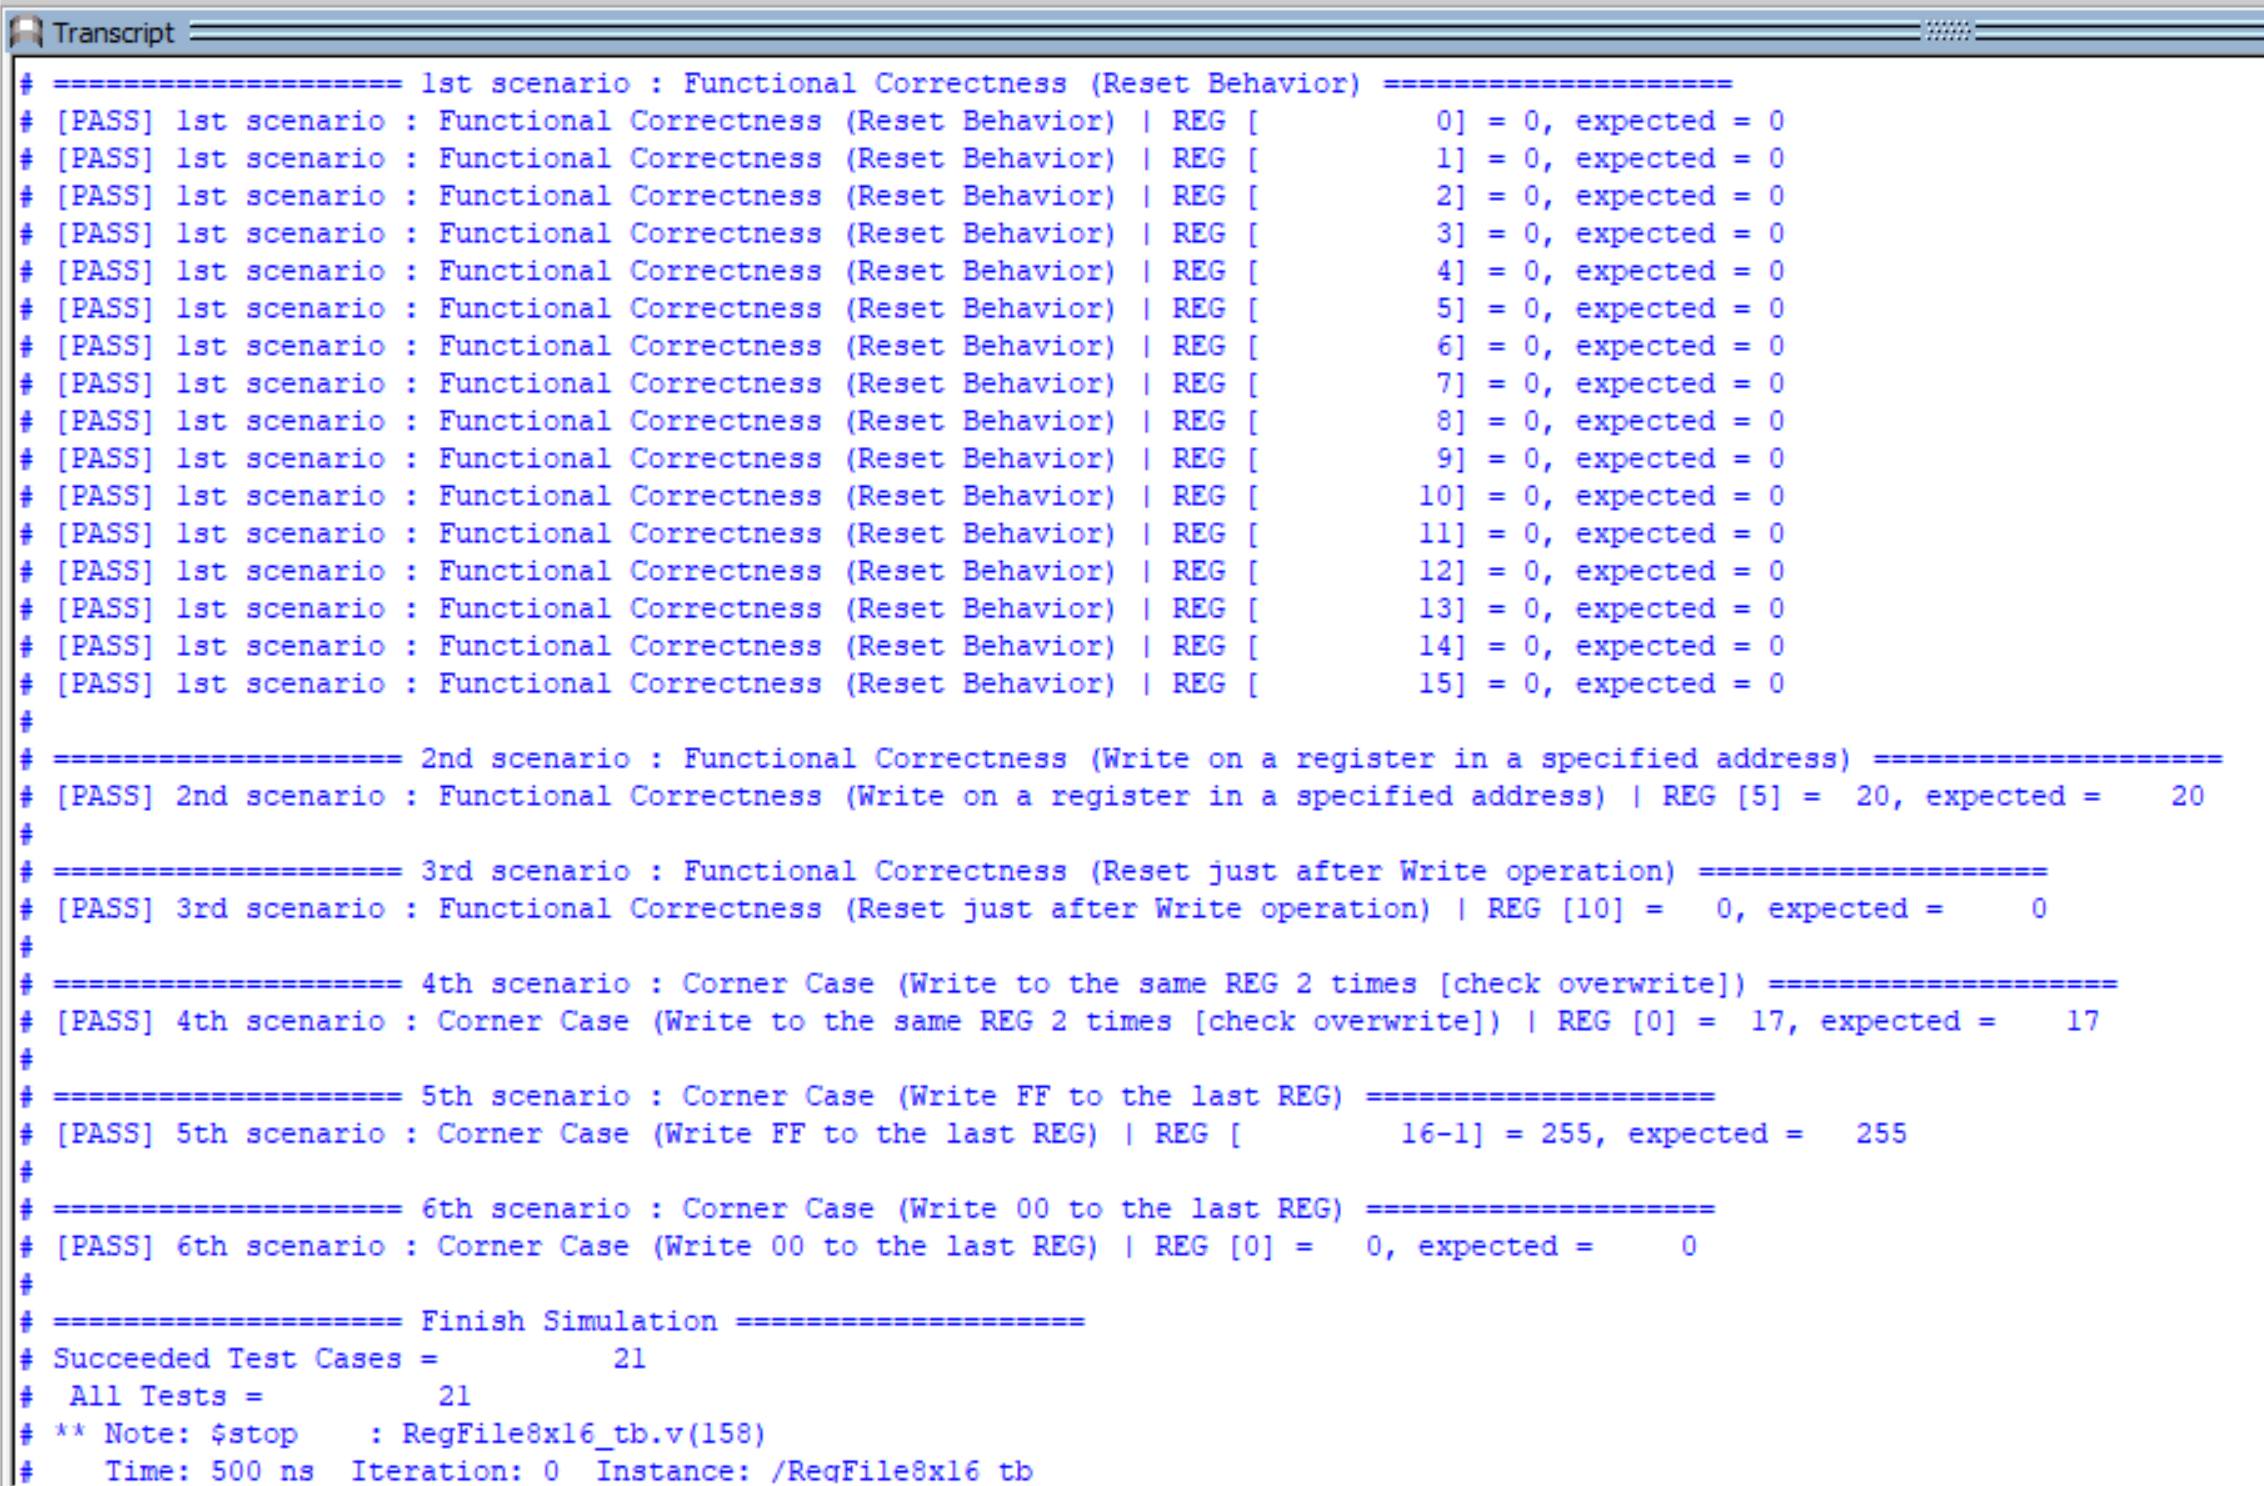 Transcript
# ==================== 1st scenario : Functional Correctness (Reset Behavior) ====================
# [PASS] 1st scenario : Functional Correctness (Reset Behavior) | REG [          0] = 0, expected = 0
# [PASS] 1st scenario : Functional Correctness (Reset Behavior) | REG [          1] = 0, expected = 0
# [PASS] 1st scenario : Functional Correctness (Reset Behavior) | REG [          2] = 0, expected = 0
# [PASS] 1st scenario : Functional Correctness (Reset Behavior) | REG [          3] = 0, expected = 0
# [PASS] 1st scenario : Functional Correctness (Reset Behavior) | REG [          4] = 0, expected = 0
# [PASS] 1st scenario : Functional Correctness (Reset Behavior) | REG [          5] = 0, expected = 0
# [PASS] 1st scenario : Functional Correctness (Reset Behavior) | REG [          6] = 0, expected = 0
# [PASS] 1st scenario : Functional Correctness (Reset Behavior) | REG [          7] = 0, expected = 0
# [PASS] 1st scenario : Functional Correctness (Reset Behavior) | REG [          8] = 0, expected = 0
# [PASS] 1st scenario : Functional Correctness (Reset Behavior) | REG [          9] = 0, expected = 0
# [PASS] 1st scenario : Functional Correctness (Reset Behavior) | REG [         10] = 0, expected = 0
# [PASS] 1st scenario : Functional Correctness (Reset Behavior) | REG [         11] = 0, expected = 0
# [PASS] 1st scenario : Functional Correctness (Reset Behavior) | REG [         12] = 0, expected = 0
# [PASS] 1st scenario : Functional Correctness (Reset Behavior) | REG [         13] = 0, expected = 0
# [PASS] 1st scenario : Functional Correctness (Reset Behavior) | REG [         14] = 0, expected = 0
# [PASS] 1st scenario : Functional Correctness (Reset Behavior) | REG [         15] = 0, expected = 0
#
# ==================== 2nd scenario : Functional Correctness (Write on a register in a specified address) ====================
# [PASS] 2nd scenario : Functional Correctness (Write on a register in a specified address) | REG [5] =  20, expected =    20
#
# ==================== 3rd scenario : Functional Correctness (Reset just after Write operation) ====================
# [PASS] 3rd scenario : Functional Correctness (Reset just after Write operation) | REG [10] =   0, expected =     0
#
# ==================== 4th scenario : Corner Case (Write to the same REG 2 times [check overwrite]) ====================
# [PASS] 4th scenario : Corner Case (Write to the same REG 2 times [check overwrite]) | REG [0] =  17, expected =    17
#
# ==================== 5th scenario : Corner Case (Write FF to the last REG) ====================
# [PASS] 5th scenario : Corner Case (Write FF to the last REG) | REG [         16-1] = 255, expected =   255
#
# ==================== 6th scenario : Corner Case (Write 00 to the last REG) ====================
# [PASS] 6th scenario : Corner Case (Write 00 to the last REG) | REG [0] =   0, expected =     0
#
# ==================== Finish Simulation ====================
# Succeeded Test Cases =          21
#  All Tests =          21
# ** Note: $stop    : RegFile8x16_tb.v(158)
#    Time: 500 ns  Iteration: 0  Instance: /RegFile8x16_tb